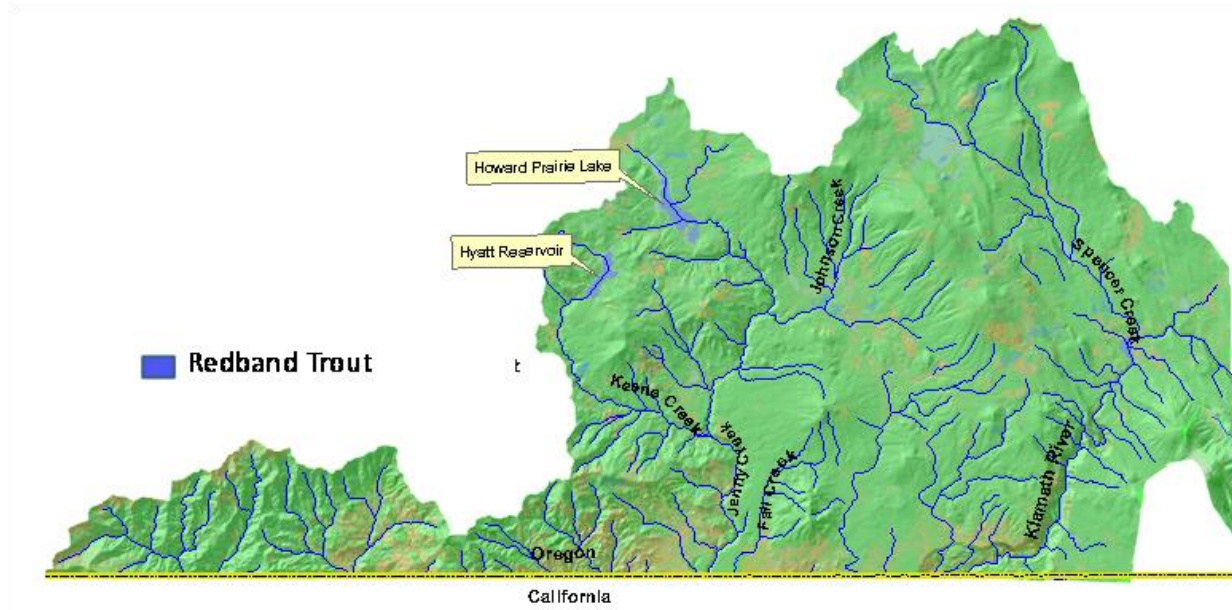 Howard Prairie Lake
Hyatt Reservoir
Johnson Creek
Spencer Creek
Redband Trout
Keene Creek
Jenny Creek
Fall Creek
Klamath River
Oregon
California